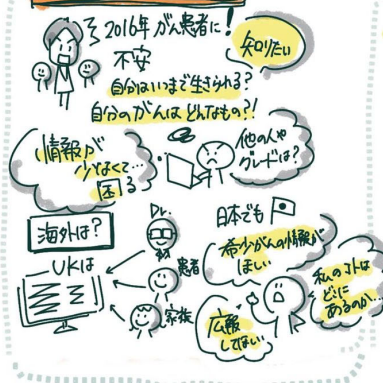 2016年 がん患者に!
不安
知りたい
自分はいつまで生きられる?
自分のがんは どんなもの?!
情報が
少なくて…
困る
他の人や
グレードは?
海外は?
Dr.
UKは
患者
家族
日本でも
希少がんの情報が
ほしい
広報
してほしい
私のコトは
どこに
あるのか…